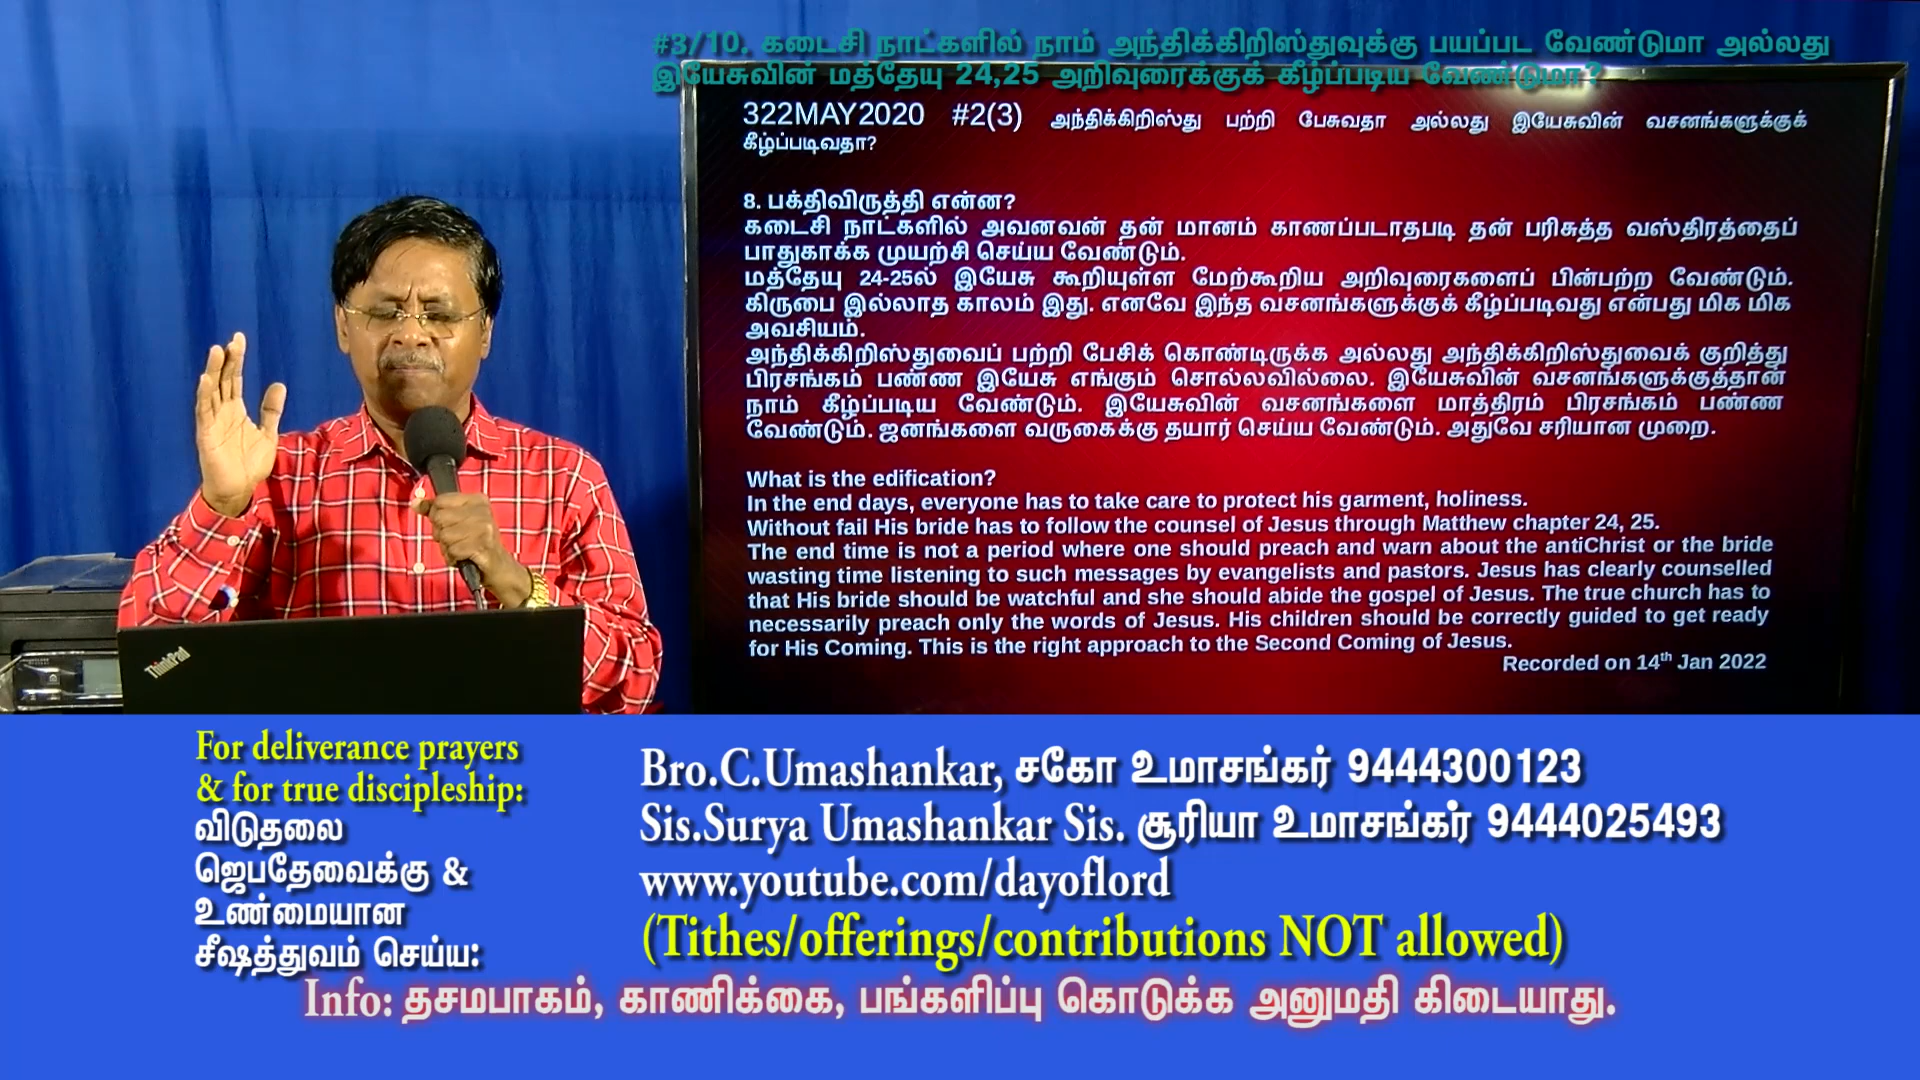 #3/10. கடைசி நாட்களில் நாம் அந்திக்கிறிஸ்துவுக்கு பயப்பட வேண்டுமா அல்லது
இயேசுவின் மத்தேயு 24,25 அறிவுரைக்குக் கீழ்ப்படிய வேண்டுமா?
322MAY2020 #2(3) அந்திக்கிறிஸ்து பற்றி பேசுவதா அல்லது இயேசுவின் வசனங்களுக்குக்
கீழ்ப்படிவதா?
8. பக்திவிருத்தி என்ன?
கடைசி நாட்களில் அவனவன் தன் மானம் காணப்படாதபடி தன் பரிசுத்த வஸ்திரத்தைப்
பாதுகாக்க முயற்சி செய்ய வேண்டும்.
மத்தேயு 24-25ல் இயேசு கூறியுள்ள மேற்கூறிய அறிவுரைகளைப் பின்பற்ற வேண்டும்.
கிருபை இல்லாத காலம் இது. எனவே இந்த வசனங்களுக்குக் கீழ்ப்படிவது என்பது மிக மிக
அவசியம்.
அந்திக்கிறிஸ்துவைப் பற்றி பேசிக் கொண்டிருக்க அல்லது அந்திக்கிறிஸ்துவைக் குறித்து
பிரசங்கம் பண்ண இயேசு எங்கும் சொல்லவில்லை. இயேசுவின் வசனங்களுக்குத்தான்
நாம் கீழ்ப்படிய வேண்டும். இயேசுவின் வசனங்களை மாத்திரம் பிரசங்கம் பண்ண
வேண்டும். ஜனங்களை வருகைக்கு தயார் செய்ய வேண்டும். அதுவே சரியான முறை.
What is the edification?
In the end days, everyone has to take care to protect his garment, holiness.
Without fail His bride has to follow the counsel of Jesus through Matthew chapter 24, 25.
The end time is not a period where one should preach and warn about the antiChrist or the bride
wasting time listening to such messages by evangelists and pastors. Jesus has clearly counselled
that His bride should be watchful and she should abide the gospel of Jesus. The true church has to
necessarily preach only the words of Jesus. His children should be correctly guided to get ready
for His Coming. This is the right approach to the Second Coming of Jesus.
Recorded on 14th Jan 2022
ThinkPad
For deliverance prayers
& for true discipleship:
விடுதலை
ஜெபதேவைக்கு &
உண்மையான
சீஷத்துவம் செய்ய:
Bro.C.Umashankar, சகோ உமாசங்கர் 9444300123
Sis.Surya Umashankar Sis. சூரியா உமாசங்கர் 9444025493
www.youtube.com/dayoflord
(Tithes/offerings/contributions NOT allowed)
Info: தசமபாகம், காணிக்கை, பங்களிப்பு கொடுக்க அனுமதி கிடையாது.